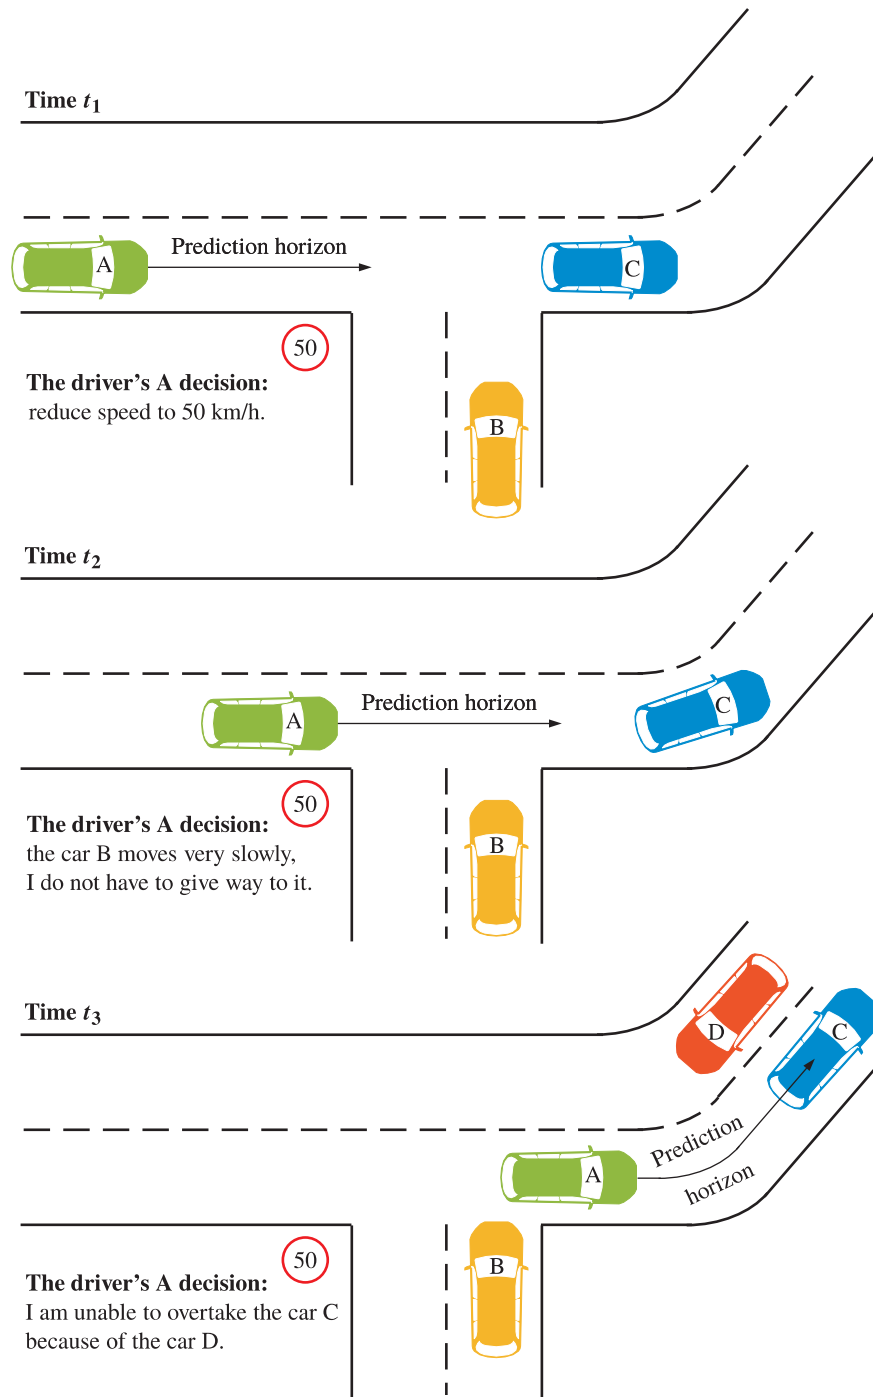 Time t1
A
Prediction horizon
C
50
The driver's A decision:
reduce speed to 50 km/h.
B
Time t2
A
Prediction horizon
C
50
The driver's A decision:
the car B moves very slowly,
I do not have to give way to it.
B
Time t3
D
C
Prediction
horizon
A
50
B
The driver's A decision:
I am unable to overtake the car C
because of the car D.